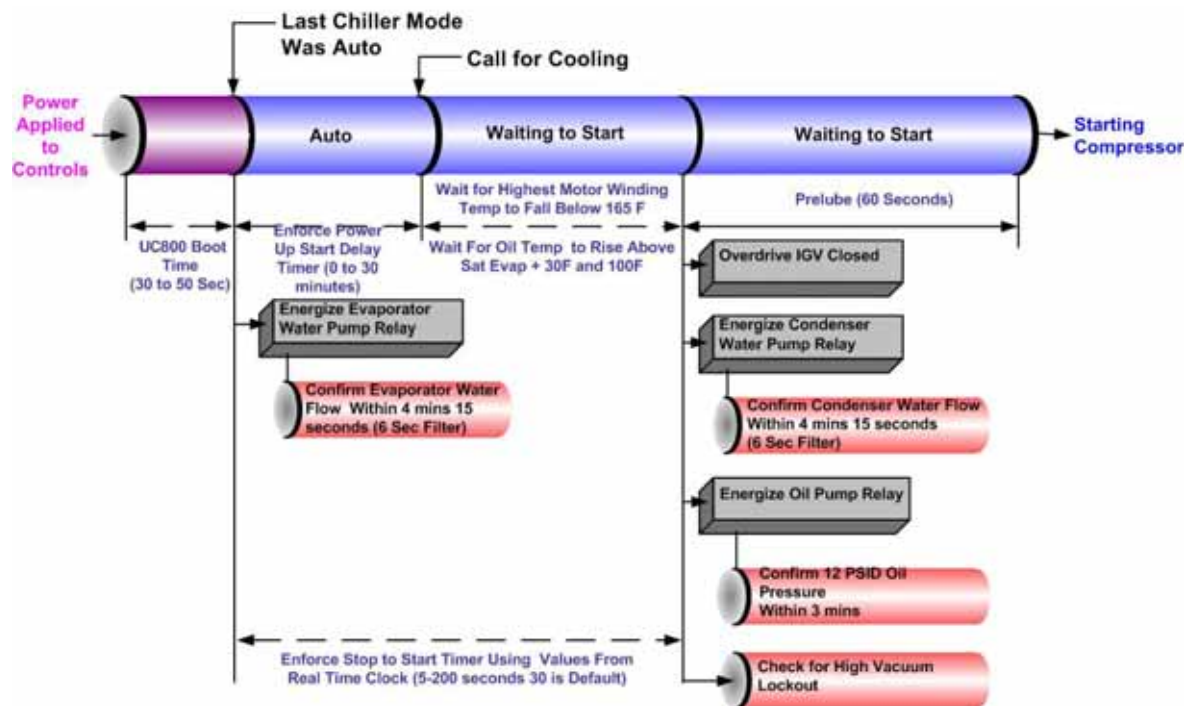 Last Chiller Mode
Was Auto
Call for Cooling
Power
Applied
to
Controls
Auto
Waiting to Start
Waiting to Start
Starting
Compressor
UC800 Boot
Time
(30 to 50 Sec)
Enforce Power
Up Start Delay
Timer (0 to 30
minutes)
Wait for Highest Motor Winding
Temp to Fall Below 165 F
Wait For Oil Temp to Rise Above
Sat Evap + 30F and 100F
Prelube (60 Seconds)
Energize Evaporator
Water Pump Relay
Confirm Evaporator Water
Flow Within 4 mins 15
seconds (6 Sec Filter)
Overdrive IGV Closed
Energize Condenser
Water Pump Relay
Confirm Condenser Water Flow
Within 4 mins 15 seconds
(6 Sec Filter)
Energize Oil Pump Relay
Confirm 12 PSID Oil
Pressure
Within 3 mins
Enforce Stop to Start Timer Using Values From
Real Time Clock (5-200 seconds 30 is Default)
Check for High Vacuum
Lockout